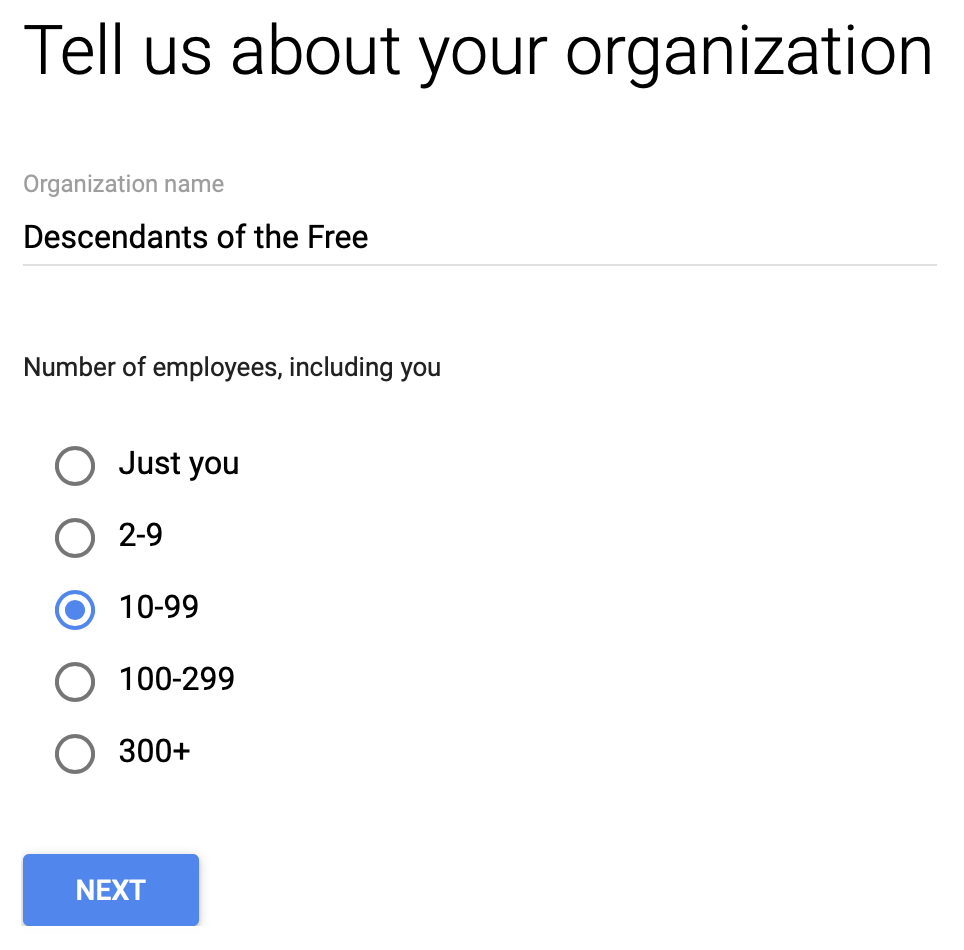 Tell us about your organization
Organization name
Descendants of the Free
Number of employees, including you
Just you
2-9
10-99
100-299
300+
NEXT